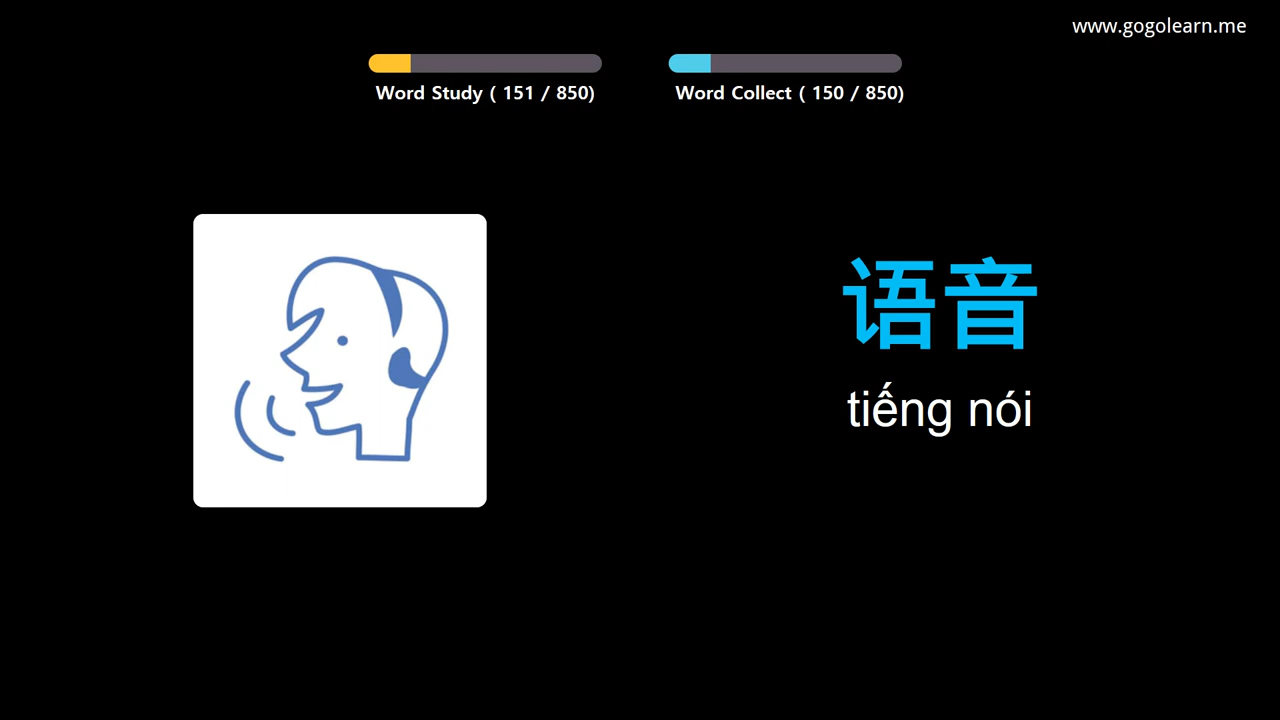 www.gogolearn.me
Word Study ( 151 / 850)
Word Collect ( 150 / 850)
语音
tiếng nói